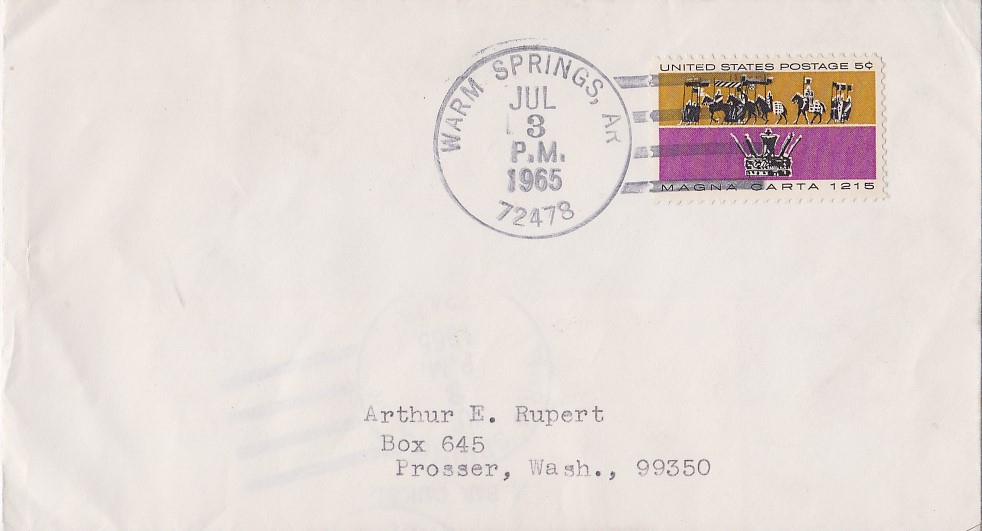 WARM SPRINGS, AR
JUL
3
P.M.
1965
72478
UNITED STATES POSTAGE 5¢
MAGNA CARTA 1215
Arthur E. Rupert
Box 645
Prosser, Wash., 99350